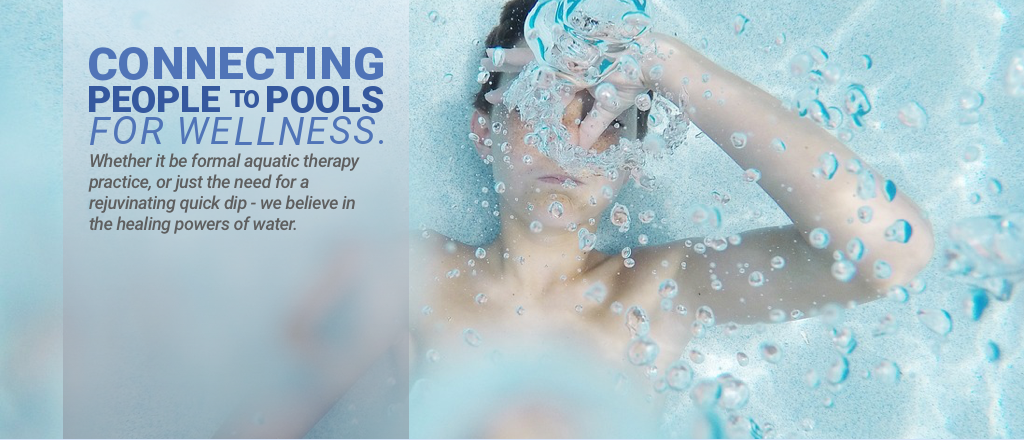 CONNECTING
PEOPLE TO POOLS
FOR WELLNESS.
Whether it be formal aquatic therapy
practice, or just the need for a
rejuvinating quick dip - we believe in
the healing powers of water.